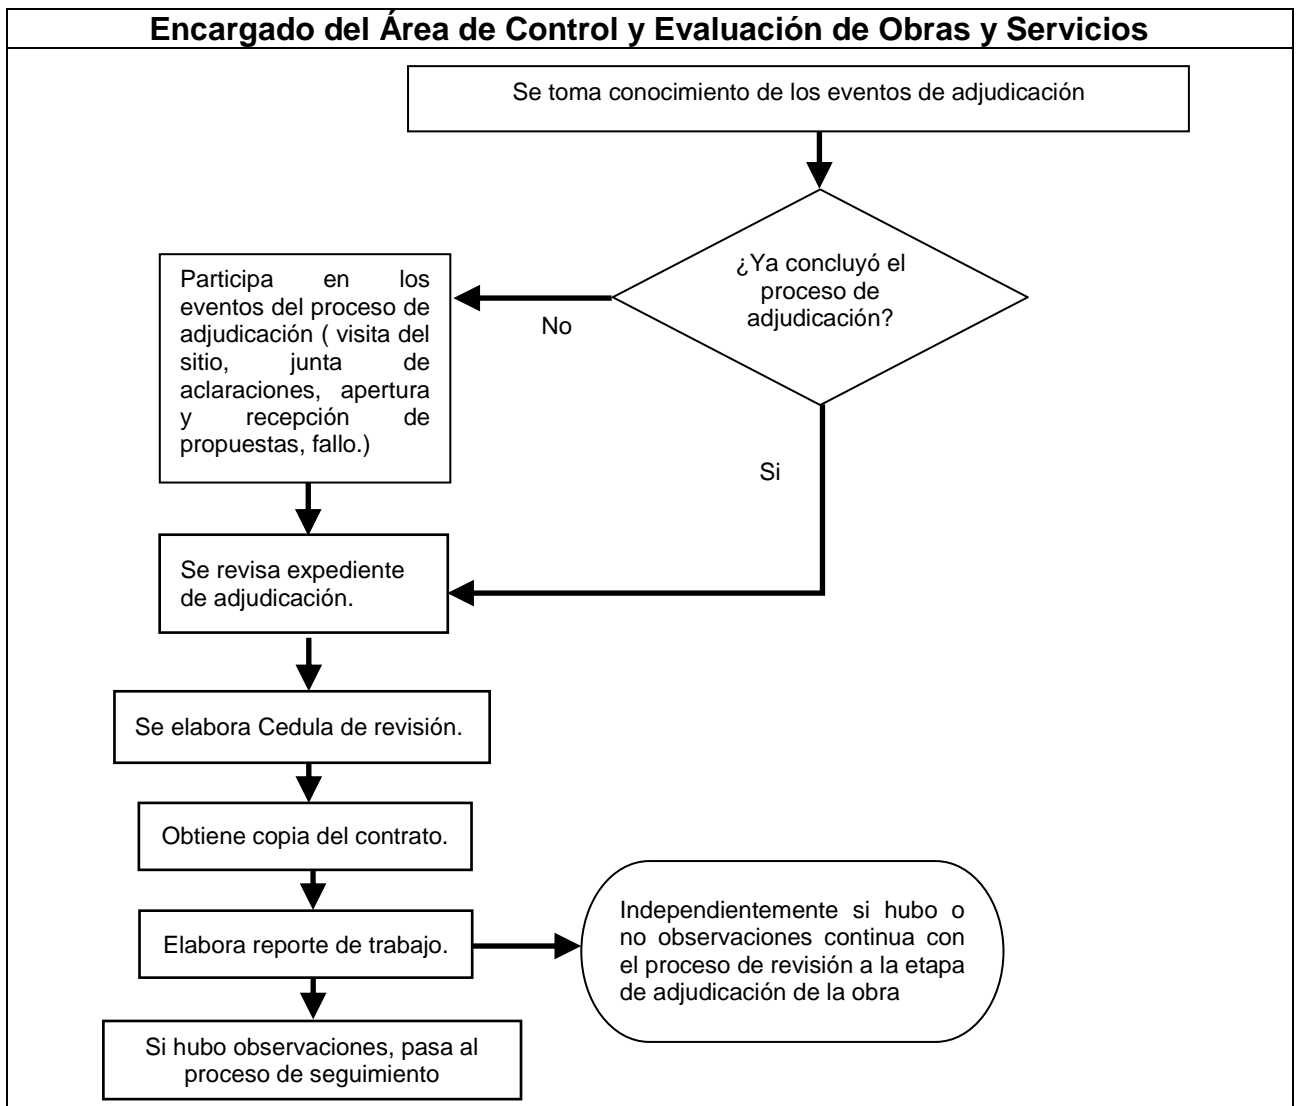 Encargado del Área de Control y Evaluación de Obras y Servicios
Se toma conocimiento de los eventos de adjudicación
¿Ya concluyó el
proceso de
adjudicación?
No
Participa en los
eventos del proceso de
adjudicación ( visita del
sitio, junta de
aclaraciones, apertura
y recepción de
propuestas, fallo.)
Si
Se revisa expediente
de adjudicación.
Se elabora Cedula de revisión.
Obtiene copia del contrato.
Elabora reporte de trabajo.
Independientemente si hubo o
no observaciones continua con
el proceso de revisión a la etapa
de adjudicación de la obra
Si hubo observaciones, pasa al
proceso de seguimiento